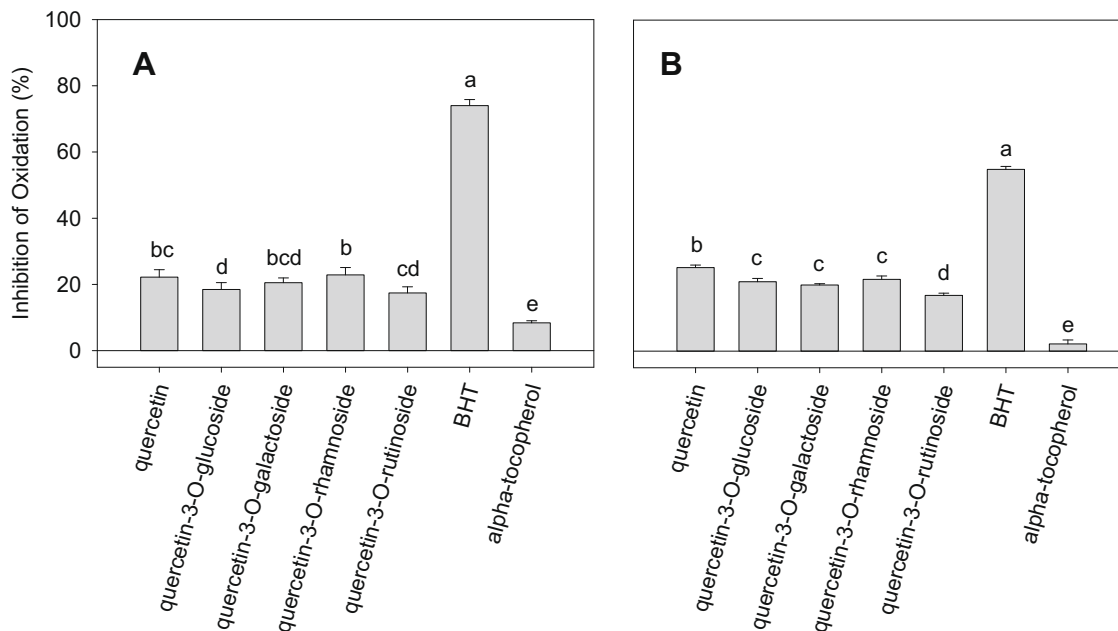 Inhibition of Oxidation (%)
100
80
60
40
20
0
A
bc
d
bcd
b
cd
a
e
quercetin
quercetin-3-O-glucoside
quercetin-3-O-galactoside
quercetin-3-O-rhamnoside
quercetin-3-O-rutinoside
BHT
alpha-tocopherol
B
b
c
c
c
d
a
e
quercetin
quercetin-3-O-glucoside
quercetin-3-O-galactoside
quercetin-3-O-rhamnoside
quercetin-3-O-rutinoside
BHT
alpha-tocopherol